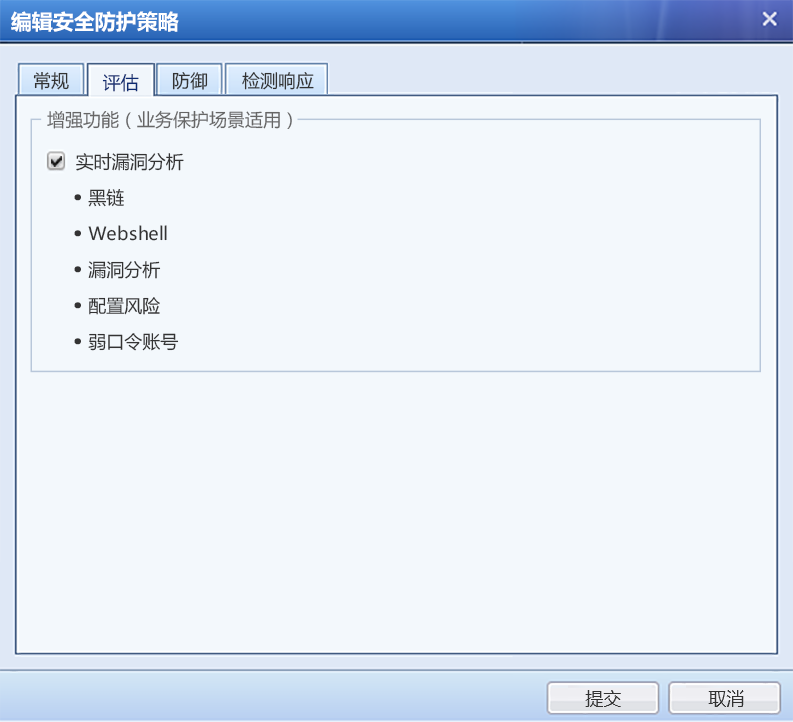 编辑安全防护策略
常规 评估 防御 检测响应
增强功能（业务保护场景适用）
实时漏洞分析
• 黑链
• Webshell
• 漏洞分析
• 配置风险
• 弱口令账号
提交 取消